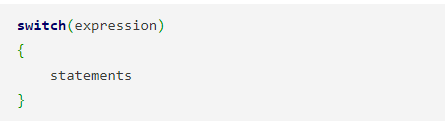 switch(expression)
{
    statements
}